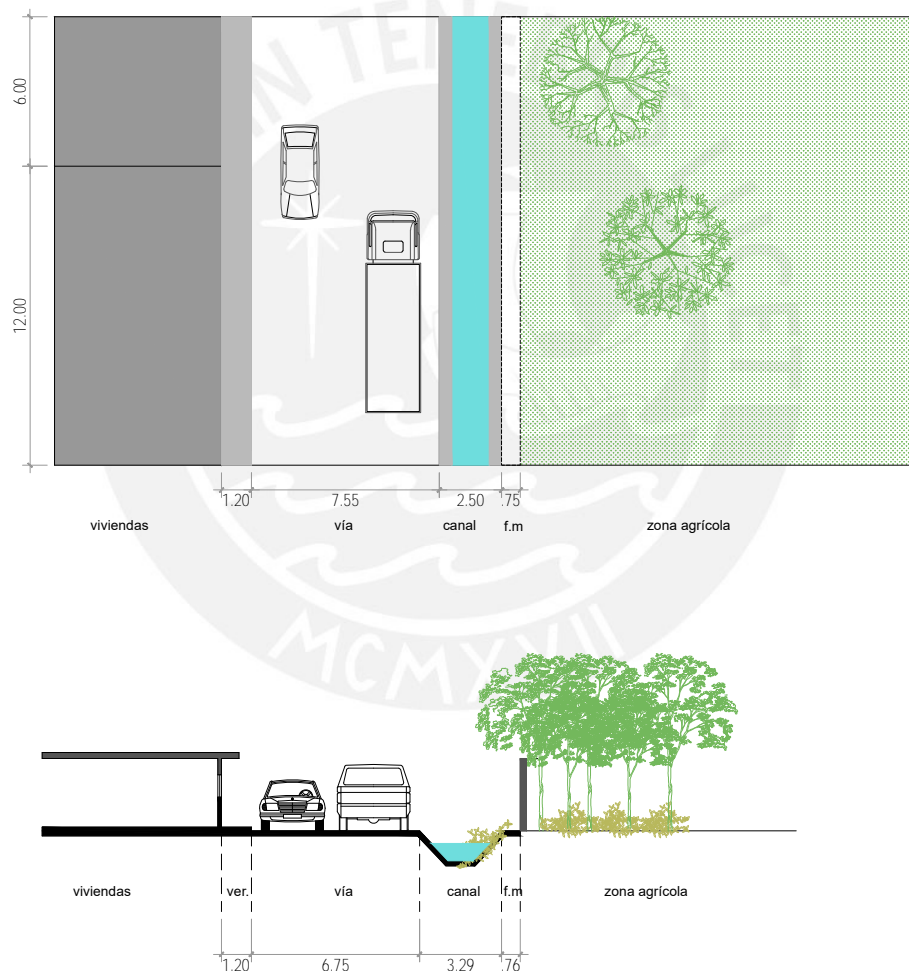 6.00
12.00
1.20 7.55 2.50 .75
viviendas vía canal f.m zona agrícola
MCMXVII
viviendas ver. vía canal f.m zona agrícola
1.20 6.75 3.29 .76